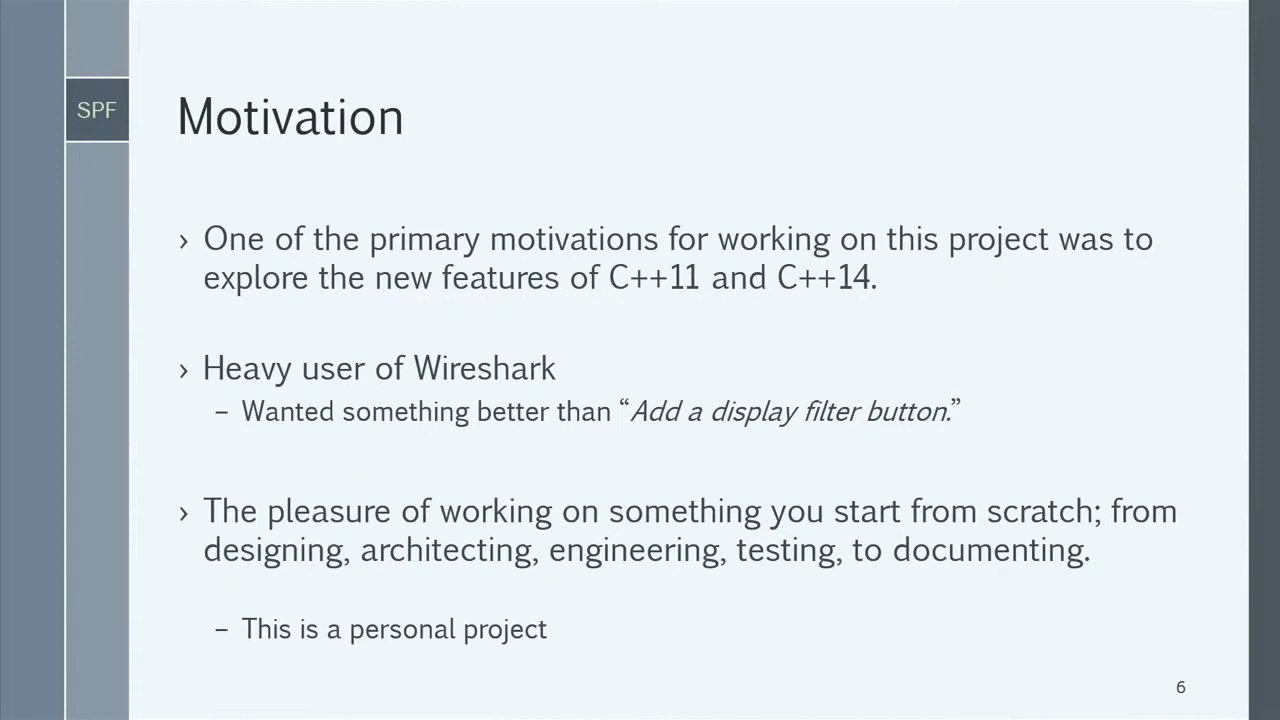 SPF
Motivation
› One of the primary motivations for working on this project was to
explore the new features of C++11 and C++14.
› Heavy user of Wireshark
– Wanted something better than “Add a display filter button.”
› The pleasure of working on something you start from scratch; from
designing, architecting, engineering, testing, to documenting.
– This is a personal project
6